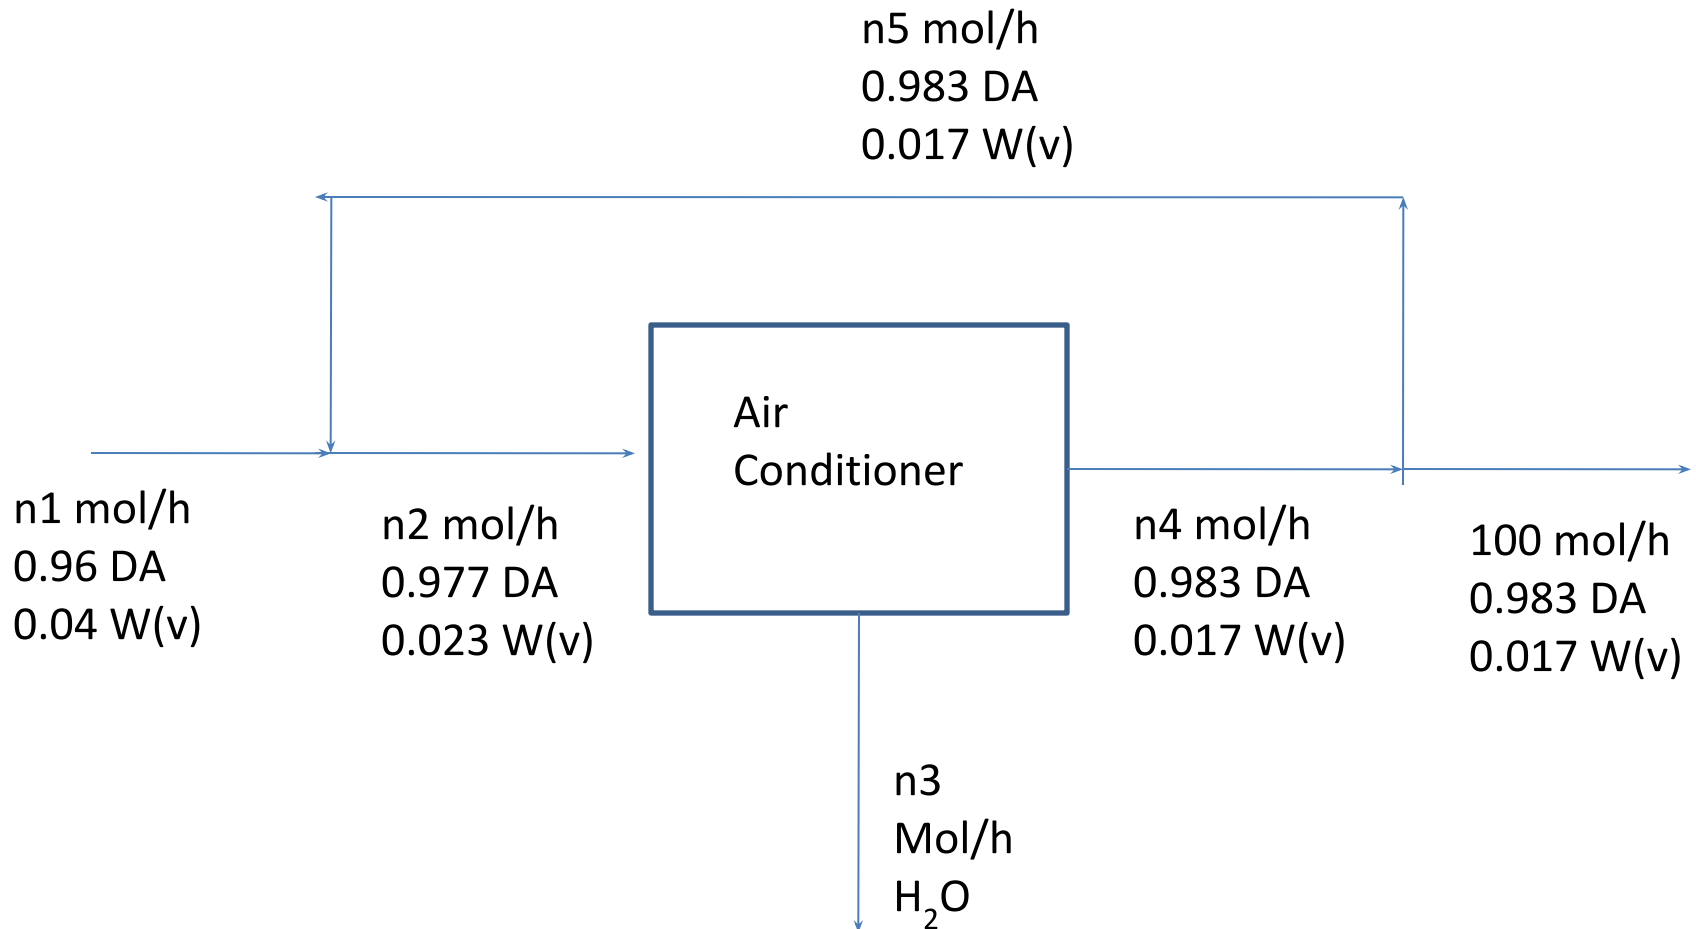 n5 mol/h
0.983 DA
0.017 W(v)
Air
Conditioner
n1 mol/h
0.96 DA
0.04 W(v)
n2 mol/h
0.977 DA
0.023 W(v)
n4 mol/h
0.983 DA
0.017 W(v)
100 mol/h
0.983 DA
0.017 W(v)
n3
Mol/h
H₂O